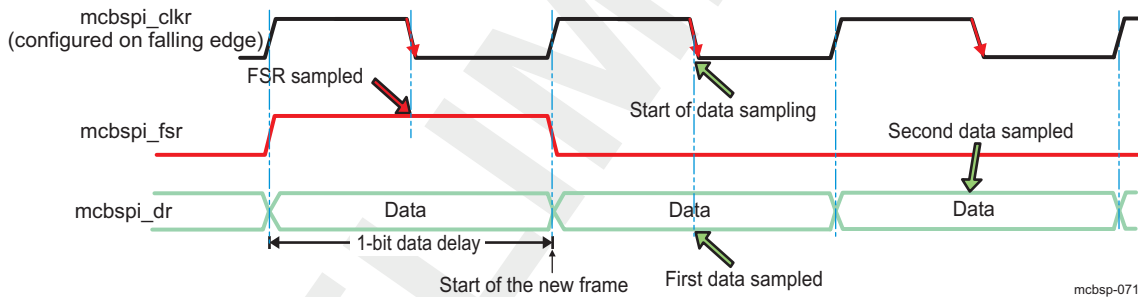 mcbspi_clkr
(configured on falling edge)
FSR sampled
Start of data sampling
mcbspi_fsr
Second data sampled
mcbspi_dr
Data
Data
Data
1-bit data delay
Start of the new frame
First data sampled
mcbsp-071